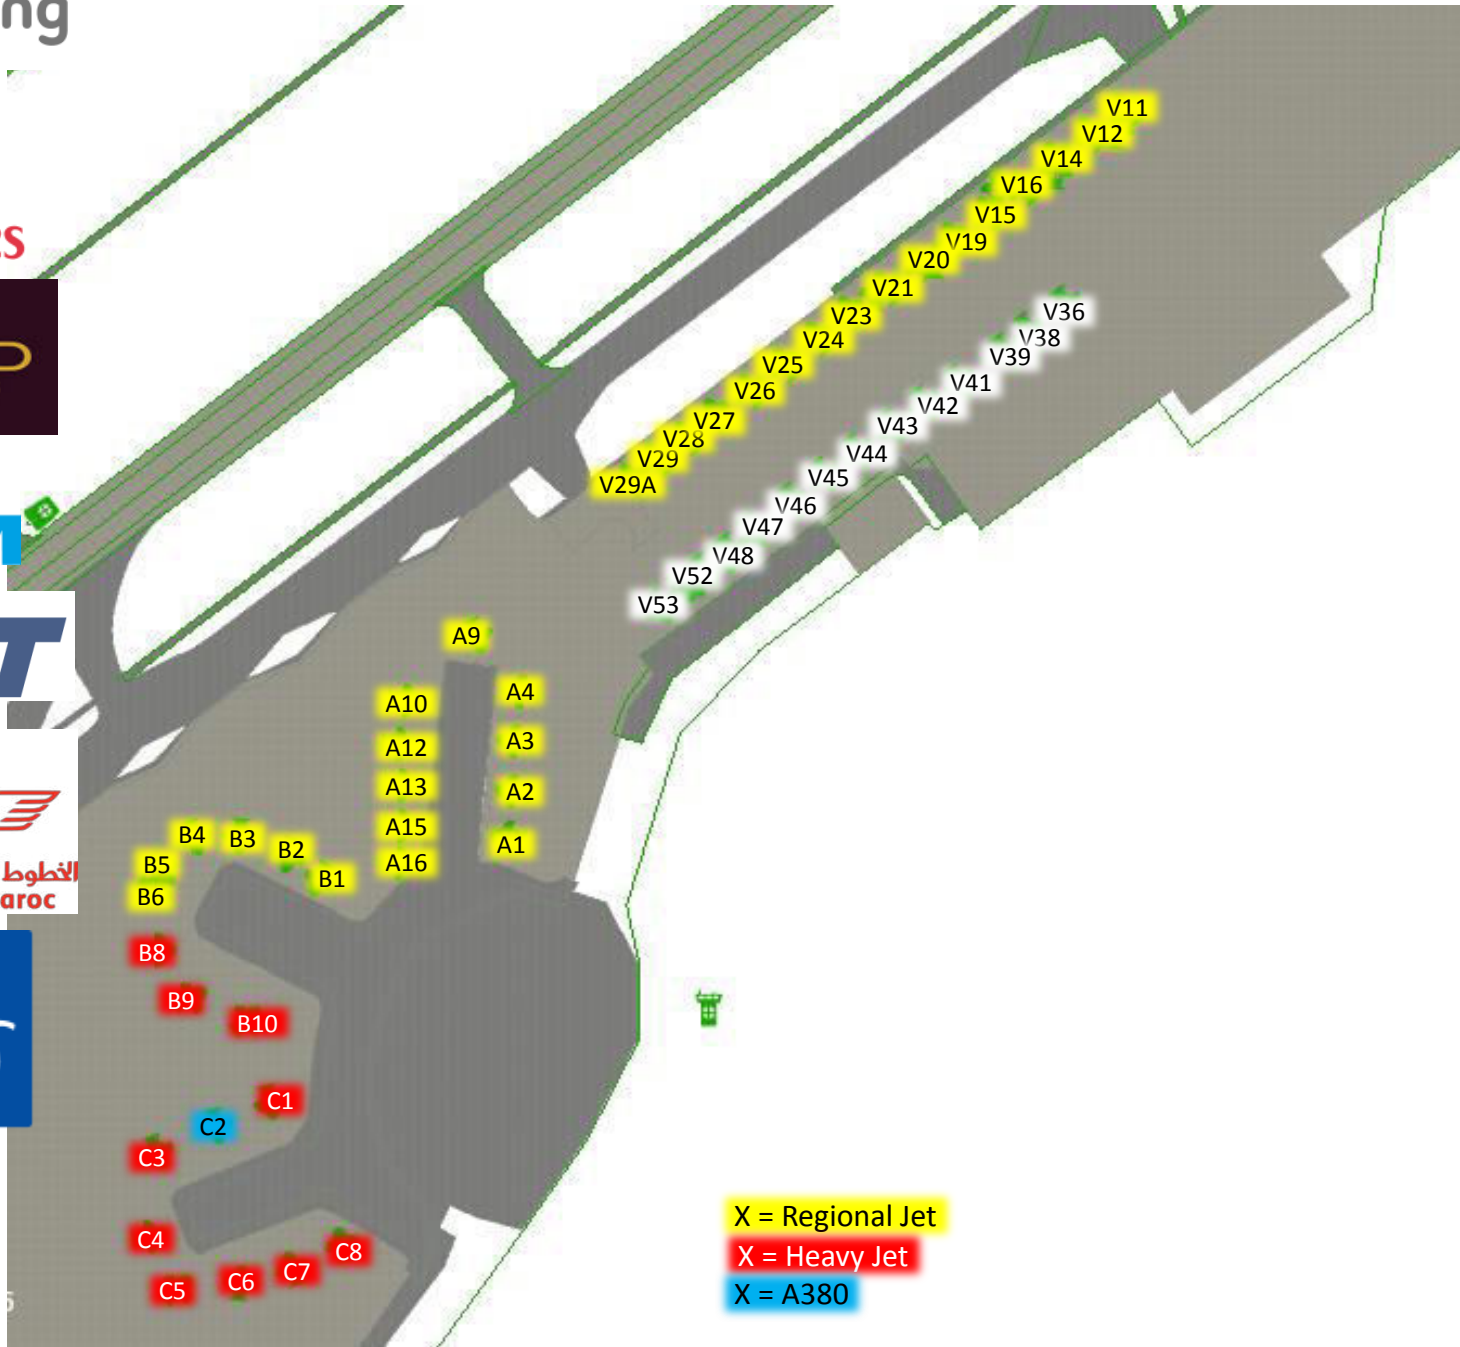 ng
V11
V12
V14
V16
V15
V19
V20
V21
V23
V24
V25
V26
V27
V28
V29
V29A
V36
V38
V39
V41
V42
V43
V44
V45
V46
V47
V48
V52
V53
A9
A10
A4
A12
A3
A13
A2
A15
A1
A16
B4
B3
B2
B1
B5
B6
الخطوط
aroc
B8
B9
B10
C1
C2
C3
C4
C5
C6
C7
C8
X = Regional Jet
X = Heavy Jet
X = A380